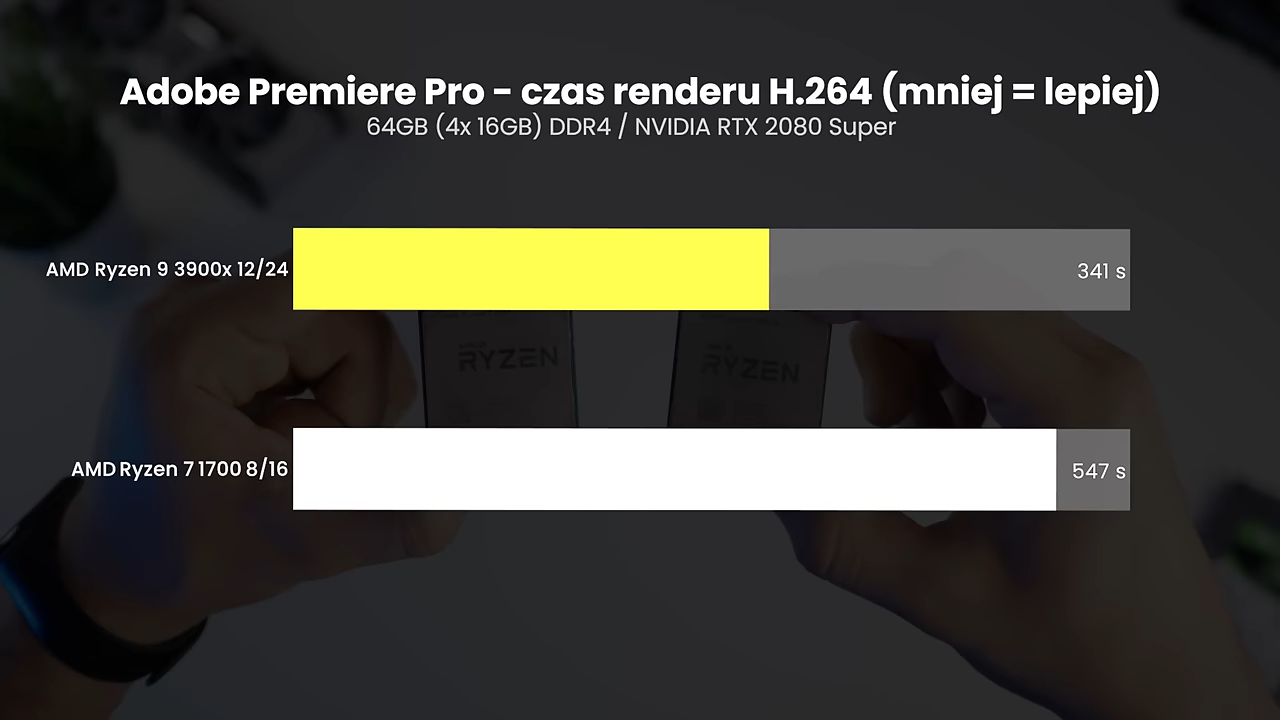 Adobe Premiere Pro - czas renderu H.264 (mniej = lepiej)
64GB (4x 16GB) DDR4 / NVIDIA RTX 2080 Super
AMD Ryzen 9 3900x 12/24
341 s
RYZEN
RYZEN
AMD Ryzen 7 1700 8/16
547 s